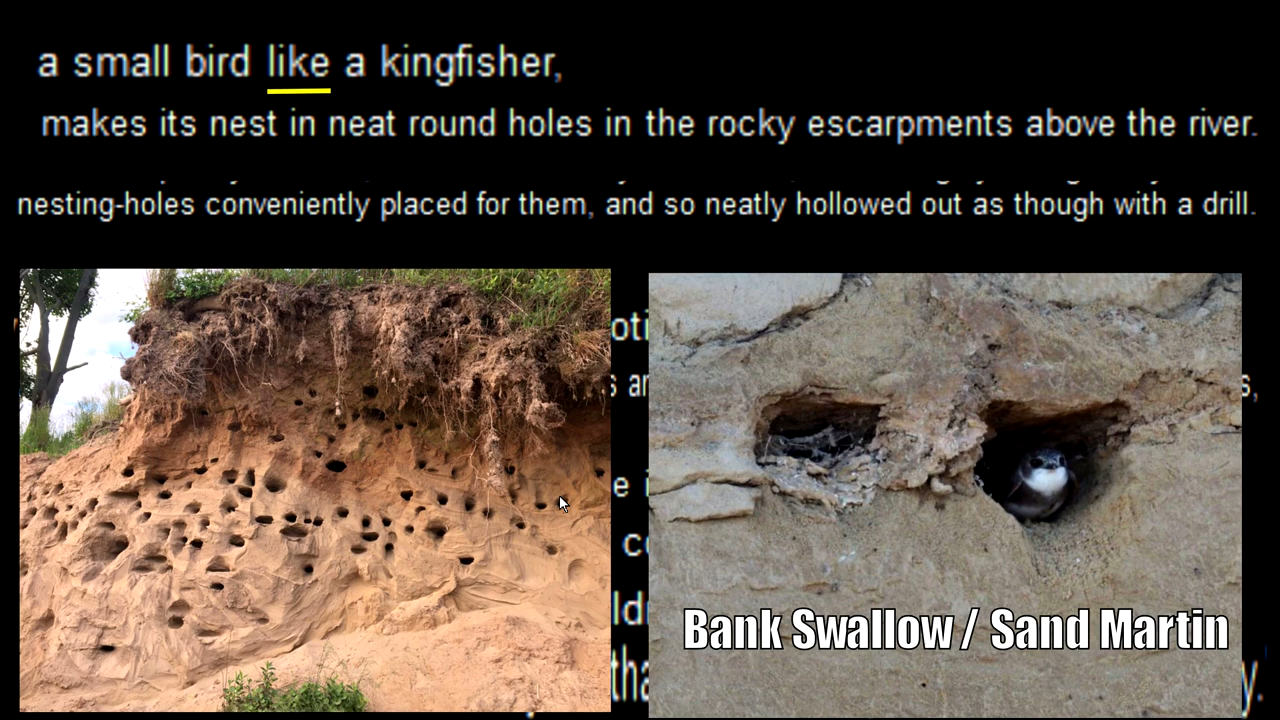 a small bird like a kingfisher,
makes its nest in neat round holes in the rocky escarpments above the river.
nesting-holes conveniently placed for them, and so neatly hollowed out as though with a drill.
Bank Swallow / Sand Martin